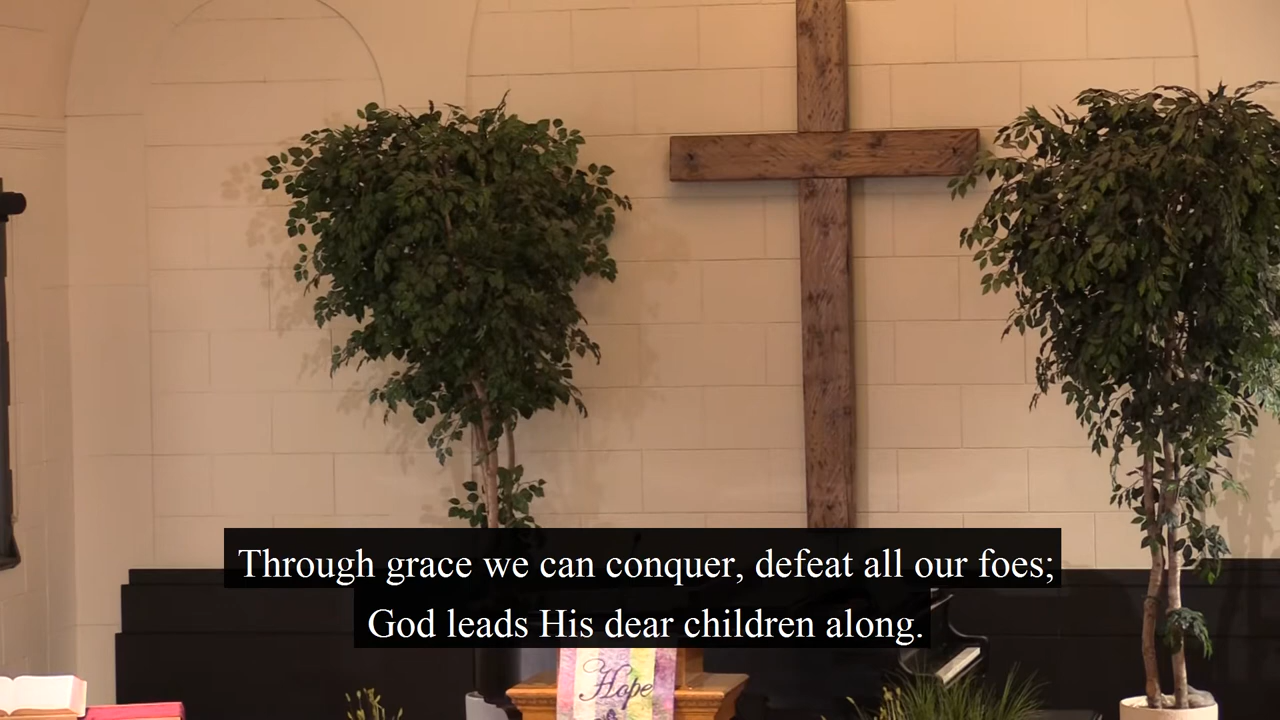 Through grace we can conquer, defeat all our foes;
God leads His dear children along.
Hope